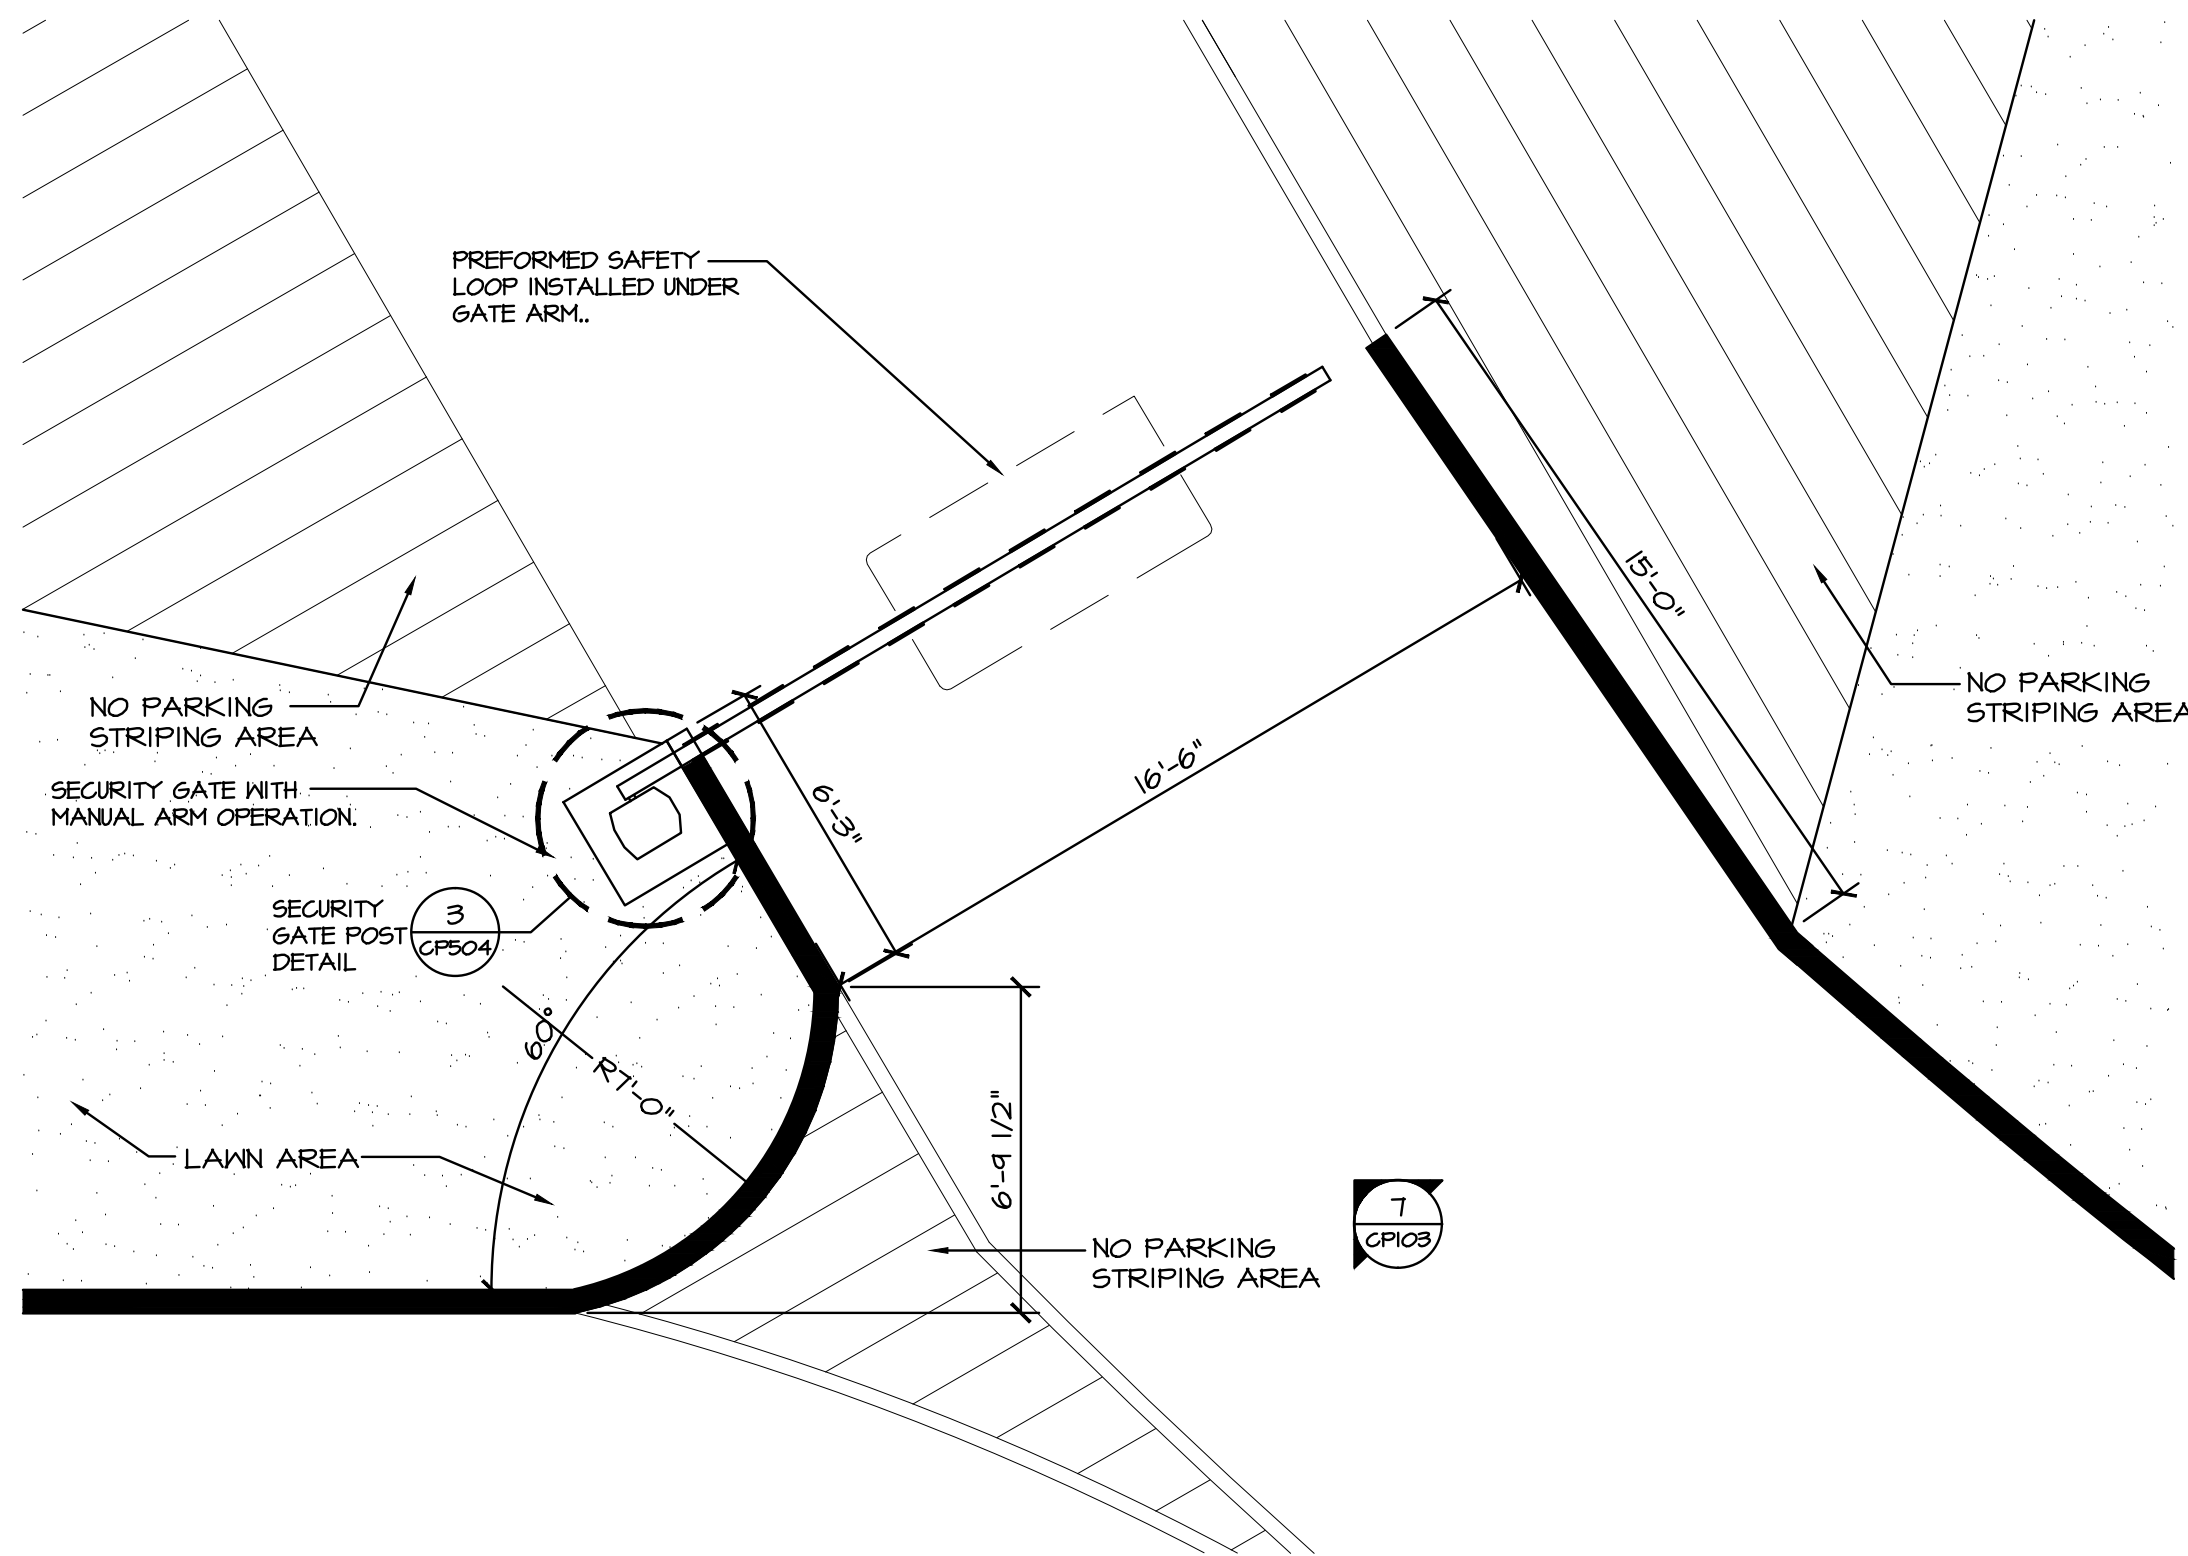 PREFORMED SAFETY
LOOP INSTALLED UNDER
GATE ARM..
15'-0"
NO PARKING
STRIPING AREA
NO PARKING
STRIPING AREA
SECURITY GATE WITH
MANUAL ARM OPERATION.
6'-3"
16'-6"
SECURITY
GATE POST
DETAIL
3
CP504
60°
R7'-0"
6'-9 1/2"
LAWN AREA
NO PARKING
STRIPING AREA
7
CP103